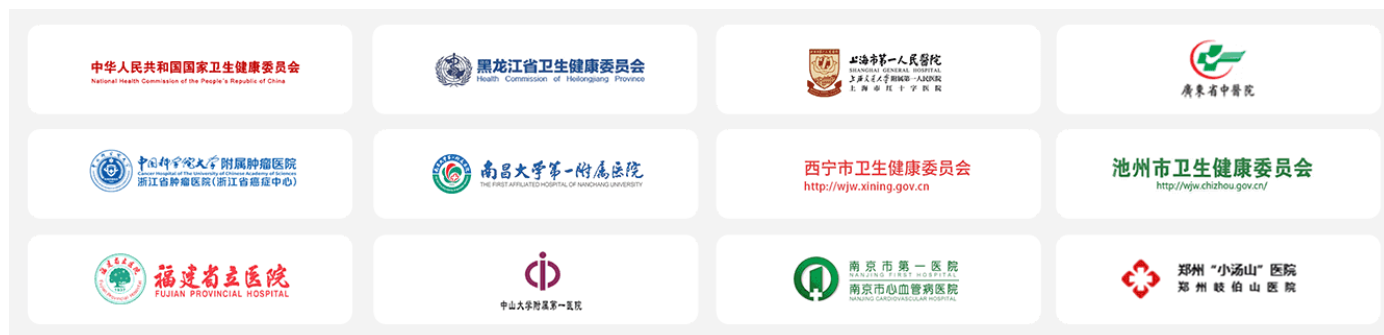 中华人民共和国国家卫生健康委员会
National Health Commission of the People's Republic of China
黑龙江省卫生健康委员会
Health Commission of Heilongjiang Province
上海市第一人民醫院
SHANGHAI GENERAL HOSPITAL
上海交通大学附属第一人民医院
上海市红十字医院
廣東省中醫院
中国科学院大学附属肿瘤医院
Cancer Hospital of The University of Chinese Academy of Sciences
浙江省肿瘤医院(浙江省癌症中心)
南昌大学第一附属医院
THE FIRST AFFILIATED HOSPITAL OF NANCHANG UNIVERSITY
西宁市卫生健康委员会
http://wjw.xining.gov.cn
池州市卫生健康委员会
http://wjw.chizhou.gov.cn/
福建省立医院
福建省立医院
FUJIAN PROVINCIAL HOSPITAL
中山大学附属第一医院
南京市第一医院
NANJING FIRST HOSPITAL
南京市心血管病医院
NANJING CARDIOVASCULAR HOSPITAL
郑州“小汤山”医院
郑州岐伯山医院